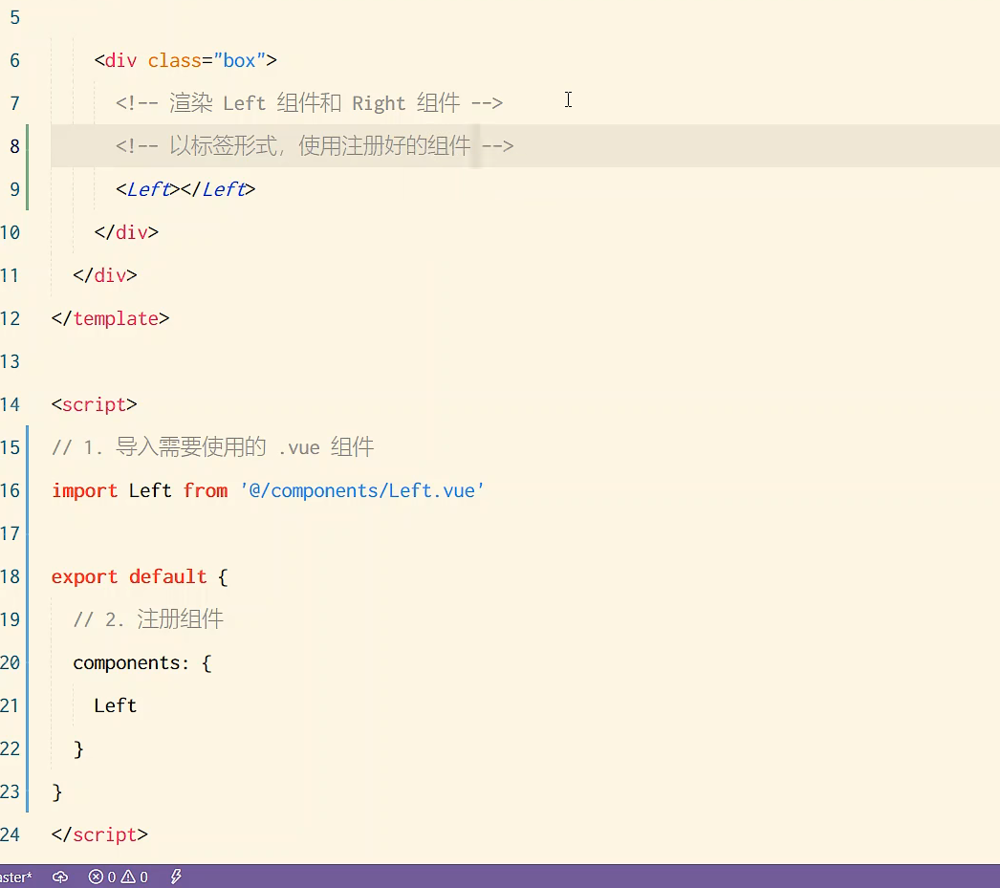 5
6 <div class="box">
7 <!-- 渲染 Left 组件和 Right 组件 -->
8 <!-- 以标签形式，使用注册好的组件 -->
9 <Left></Left>
10 </div>
11 </div>
12 </template>
13
14 <script>
15 // 1. 导入需要使用的 .vue 组件
16 import Left from '@/components/Left.vue'
17
18 export default {
19 // 2. 注册组件
20 components: {
21 Left
22 }
23 }
24 </script>
aster* 0 0